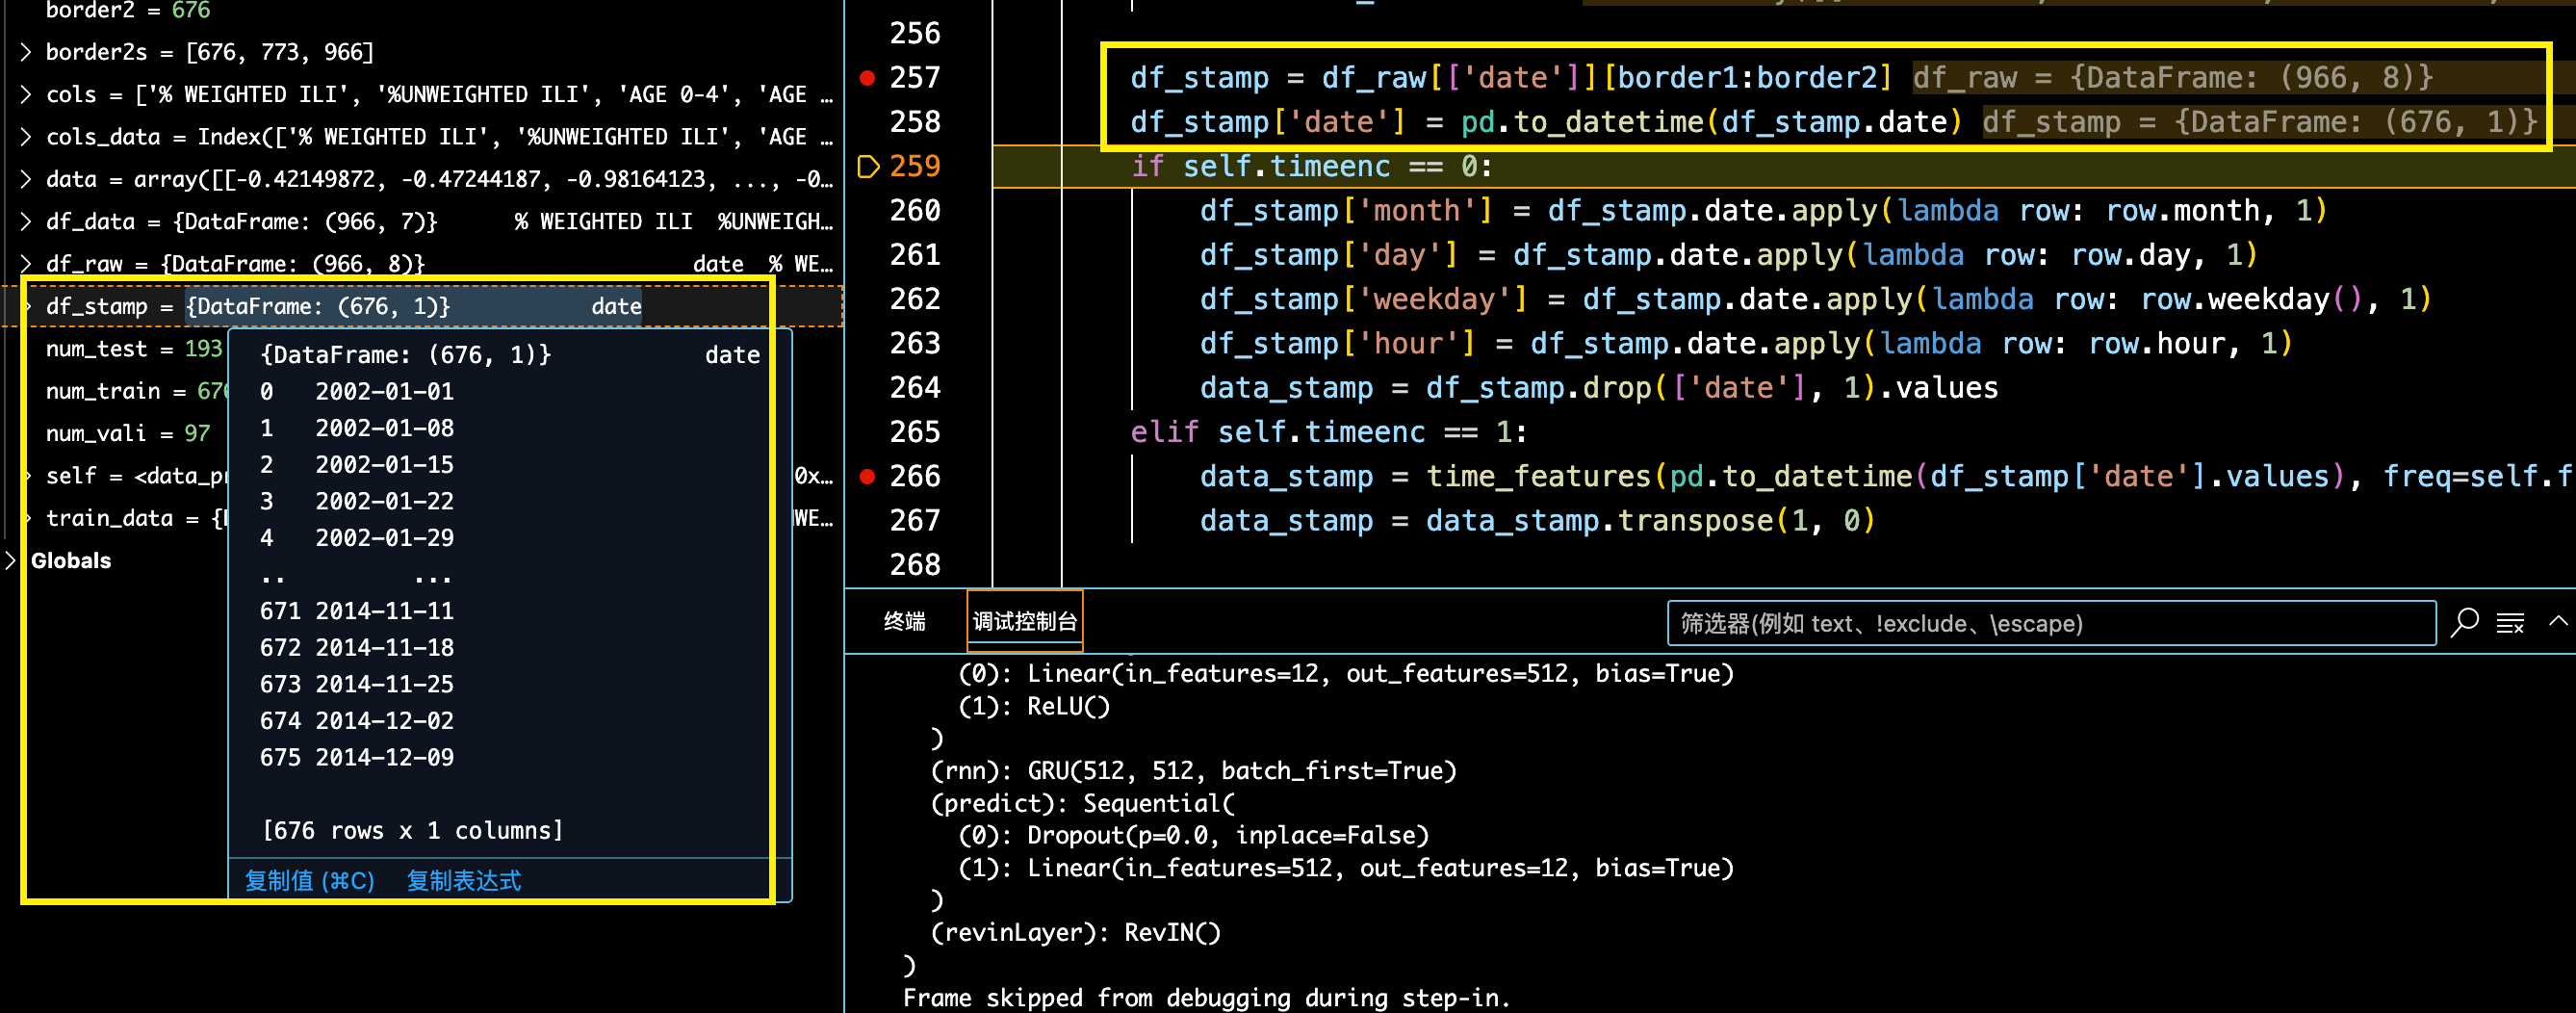 border2 = 676
border2s = [676, 773, 966]
cols = ['% WEIGHTED ILI', '%UNWEIGHTED ILI', 'AGE 0-4', 'AGE …
cols_data = Index(['% WEIGHTED ILI', '%UNWEIGHTED ILI', 'AGE …
data = array([[-0.42149872, -0.47244187, -0.98164123, ..., -0…
df_data = {DataFrame: (966, 7)} % WEIGHTED ILI %UNWEIGH…
df_raw = {DataFrame: (966, 8)} date % WE…
df_stamp = {DataFrame: (676, 1)} date
num_test = 193
num_train = 676
num_vali = 97
self = <data_pr 0x…
train_data = { WE…
Globals
{DataFrame: (676, 1)} date
0 2002-01-01
1 2002-01-08
2 2002-01-15
3 2002-01-22
4 2002-01-29
.. ...
671 2014-11-11
672 2014-11-18
673 2014-11-25
674 2014-12-02
675 2014-12-09
[676 rows x 1 columns]
复制值 (⌘C) 复制表达式
256
257 df_stamp = df_raw[['date']][border1:border2] df_raw = {DataFrame: (966, 8)}
258 df_stamp['date'] = pd.to_datetime(df_stamp.date) df_stamp = {DataFrame: (676, 1)}
259 if self.timeenc == 0:
260 df_stamp['month'] = df_stamp.date.apply(lambda row: row.month, 1)
261 df_stamp['day'] = df_stamp.date.apply(lambda row: row.day, 1)
262 df_stamp['weekday'] = df_stamp.date.apply(lambda row: row.weekday(), 1)
263 df_stamp['hour'] = df_stamp.date.apply(lambda row: row.hour, 1)
264 data_stamp = df_stamp.drop(['date'], 1).values
265 elif self.timeenc == 1:
266 data_stamp = time_features(pd.to_datetime(df_stamp['date'].values), freq=self.f
267 data_stamp = data_stamp.transpose(1, 0)
268
终端 调试控制台 筛选器(例如 text、!exclude、\escape)
(0): Linear(in_features=12, out_features=512, bias=True)
(1): ReLU()
)
(rnn): GRU(512, 512, batch_first=True)
(predict): Sequential(
(0): Dropout(p=0.0, inplace=False)
(1): Linear(in_features=512, out_features=12, bias=True)
)
(revinLayer): RevIN()
)
Frame skipped from debugging during step-in.